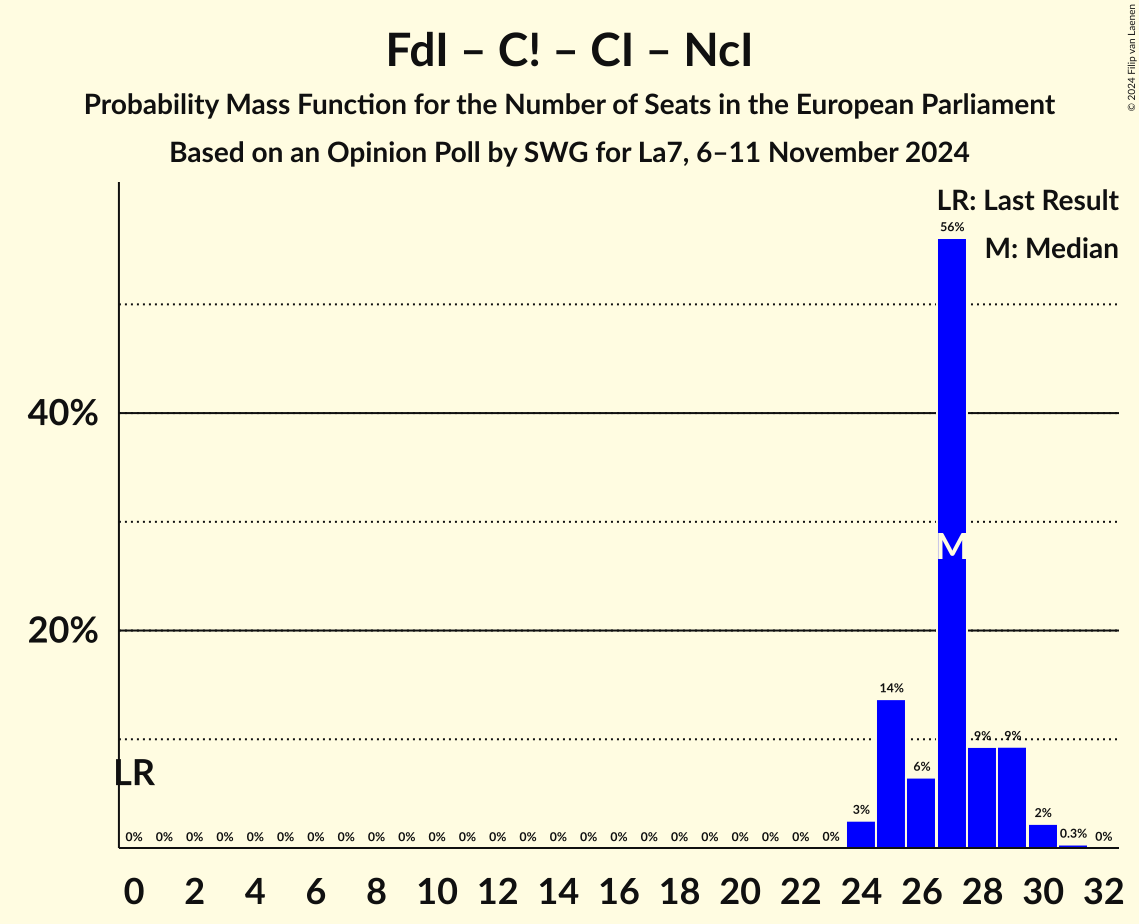 FdI – C! – CI – NcI
Probability Mass Function for the Number of Seats in the European Parliament
Based on an Opinion Poll by SWG for La7, 6–11 November 2024
© 2024 Filip van Laenen
LR: Last Result
M: Median
56%
40%
M
20%
14%
9% 9%
6%
LR
3%
2%
0.3%
0% 0% 0% 0% 0% 0% 0% 0% 0% 0% 0% 0% 0% 0% 0% 0% 0% 0% 0% 0% 0% 0% 0% 0% 0%
0 2 4 6 8 10 12 14 16 18 20 22 24 26 28 30 32